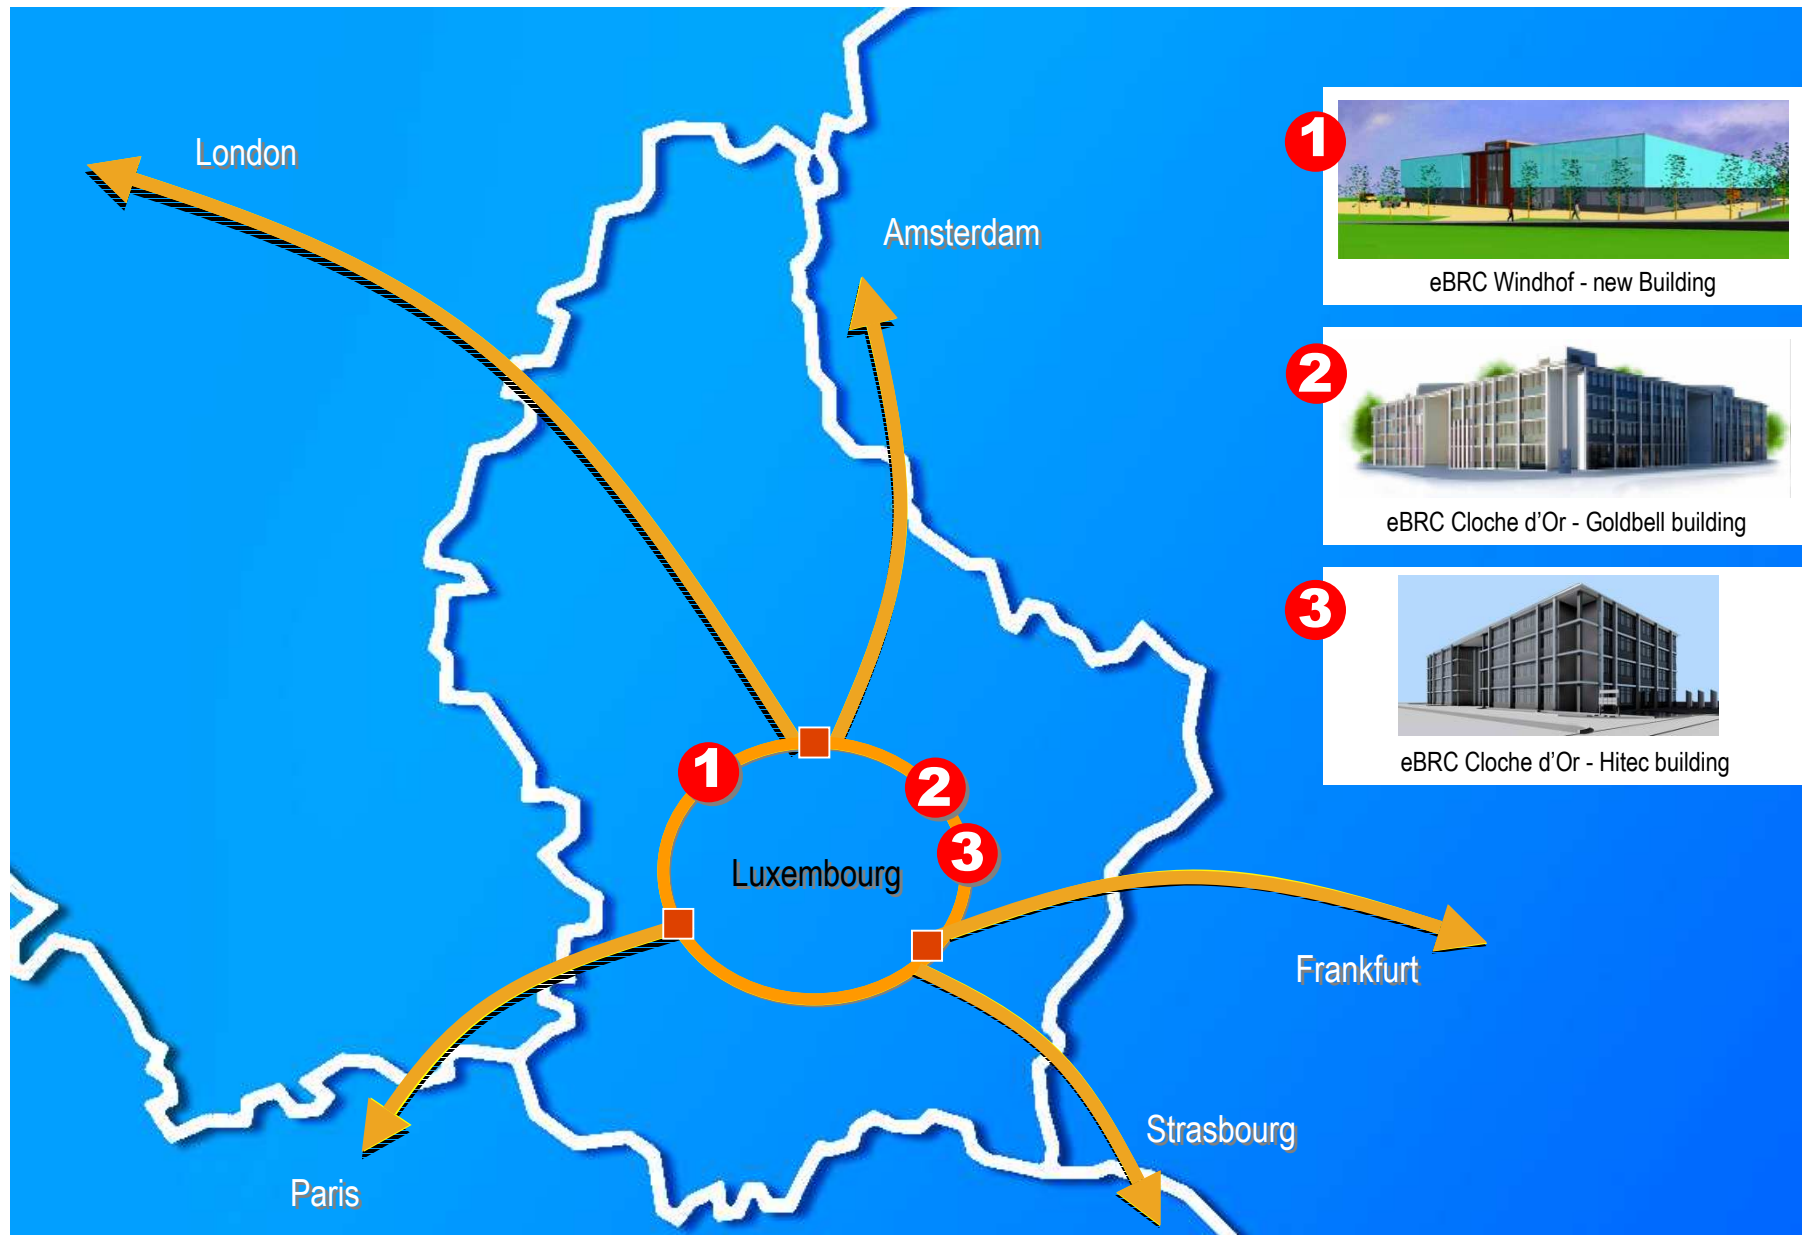 London
Amsterdam
1
eBRC Windhof - new Building
2
eBRC Cloche d'Or - Goldbell building
3
eBRC Cloche d'Or - Hitec building
1
2
3
Luxembourg
Frankfurt
Strasbourg
Paris